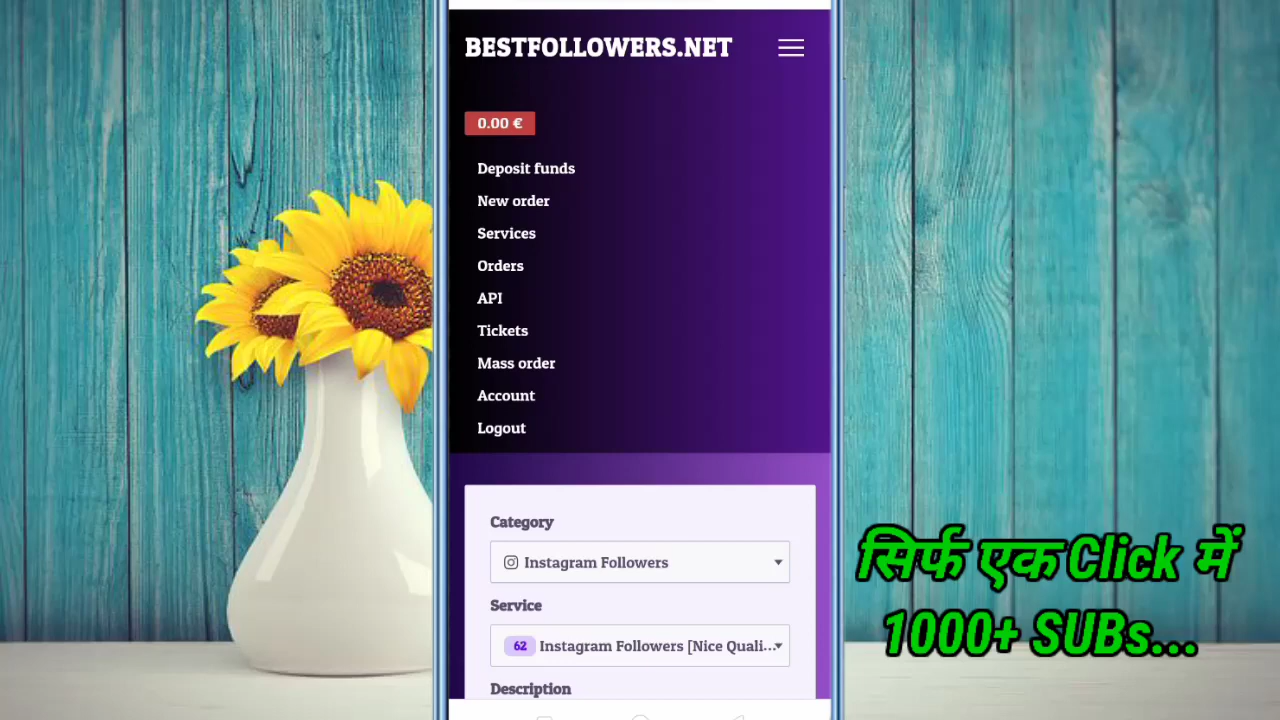 BESTFOLLOWERS.NET
0.00 €
Deposit funds
New order
Services
Orders
API
Tickets
Mass order
Account
Logout
Category
Instagram Followers
Service
62 Instagram Followers [Nice Quali...
Description
सिर्फ एक Click में
1000+ SUBs...